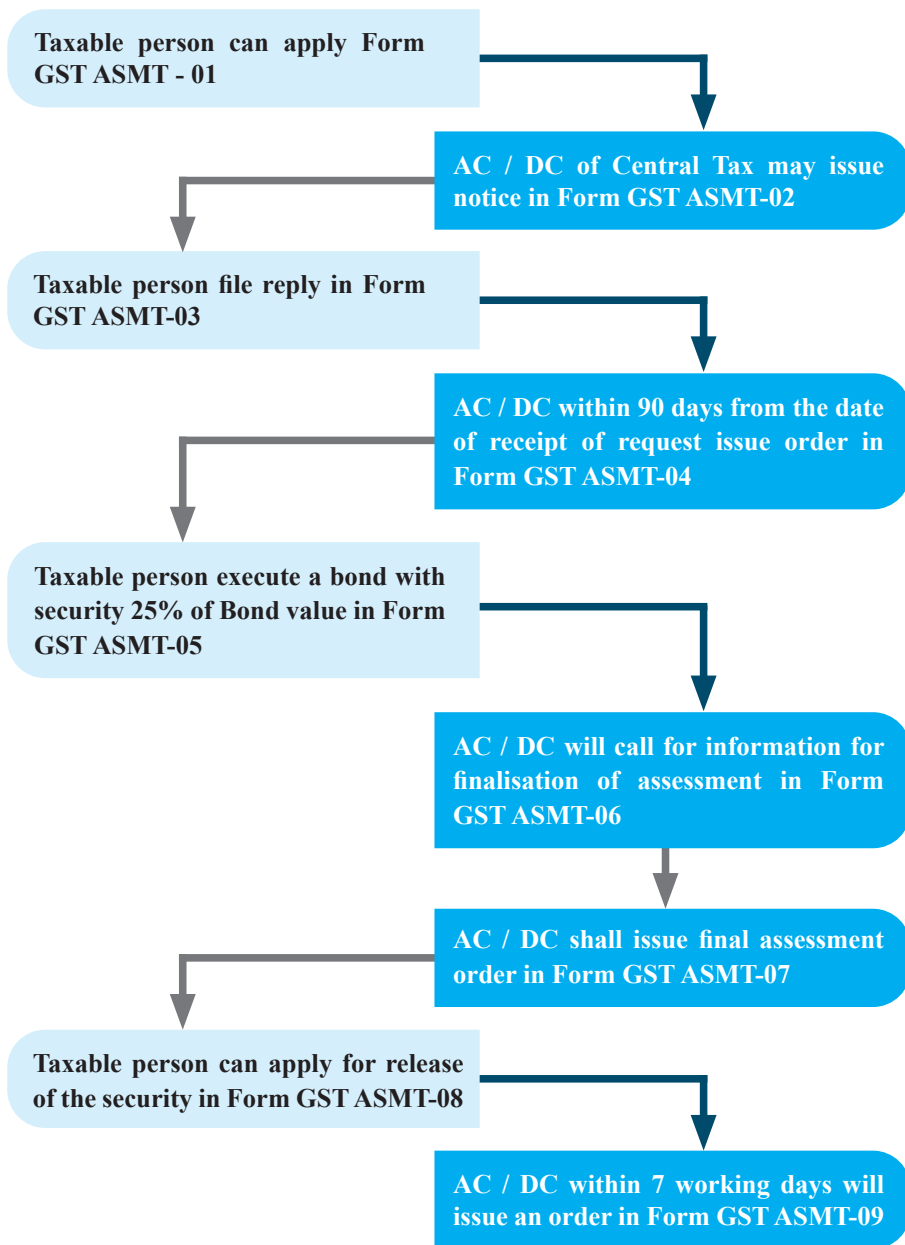 Taxable person can apply Form
GST ASMT - 01
AC / DC of Central Tax may issue
notice in Form GST ASMT-02
Taxable person file reply in Form
GST ASMT-03
AC / DC within 90 days from the date
of receipt of request issue order in
Form GST ASMT-04
Taxable person execute a bond with
security 25% of Bond value in Form
GST ASMT-05
AC / DC will call for information for
finalisation of assessment in Form
GST ASMT-06
AC / DC shall issue final assessment
order in Form GST ASMT-07
Taxable person can apply for release
of the security in Form GST ASMT-08
AC / DC within 7 working days will
issue an order in Form GST ASMT-09